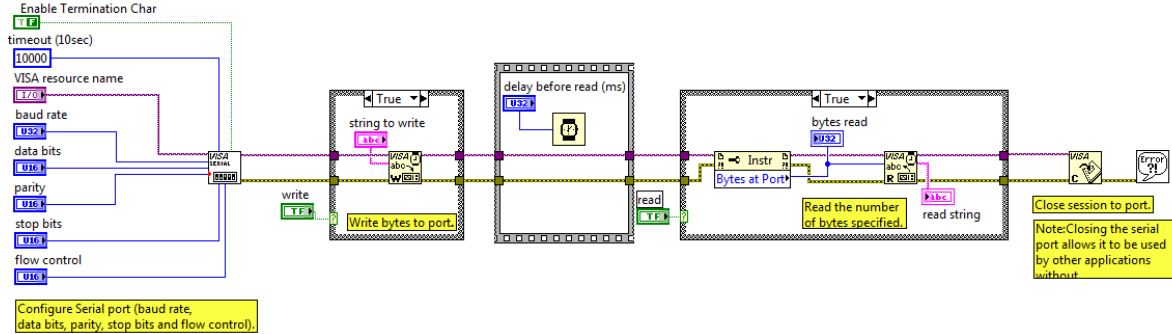 Enable Termination Char
F
timeout (10sec)
10000
VISA resource name
I/O
baud rate
U32
data bits
U16
parity
U16
stop bits
U16
flow control
U16
Configure Serial port (baud rate,
data bits, parity, stop bits and flow control).
VISA
SERIAL
write
TF
True
string to write
abc
VISA
abc
W
Write bytes to port.
delay before read (ms)
U32
read
TF
True
bytes read
U32
Instr
Bytes at Port
VISA
abc
R
abc
read string
Read the number
of bytes specified.
VISA
C
Error
?!
Close session to port.
Note:Closing the serial
port allows it to be used
by other applications
without